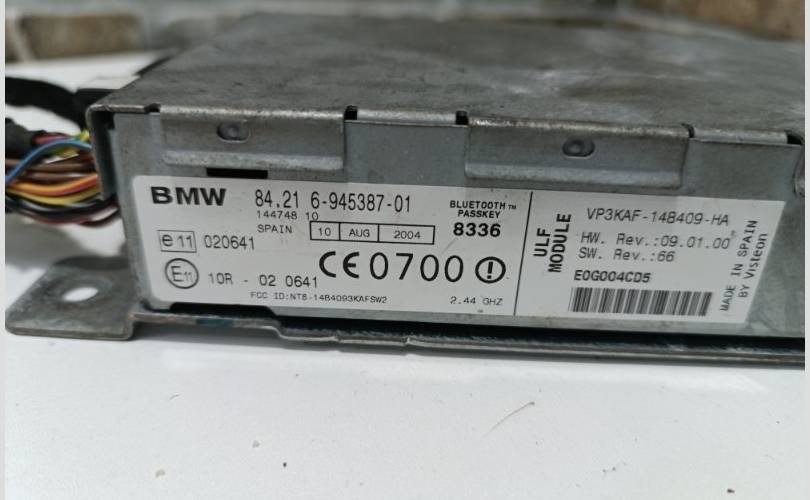 BMW 84.21 6-945387-01
144748 10
SPAIN 10 AUG 2004
BLUETOOTH™
PASSKEY
8336
e11 020641
E11 10R - 02 0641
CE0700
FCC ID:NT8-14B4093KAFSW2 2.44 GHZ
ULF
MODULE
VP3KAF-14B409-HA
HW. Rev.:09.01.00
SW. Rev.:66
E0G004CD5
MADE IN SPAIN
BY Visteon